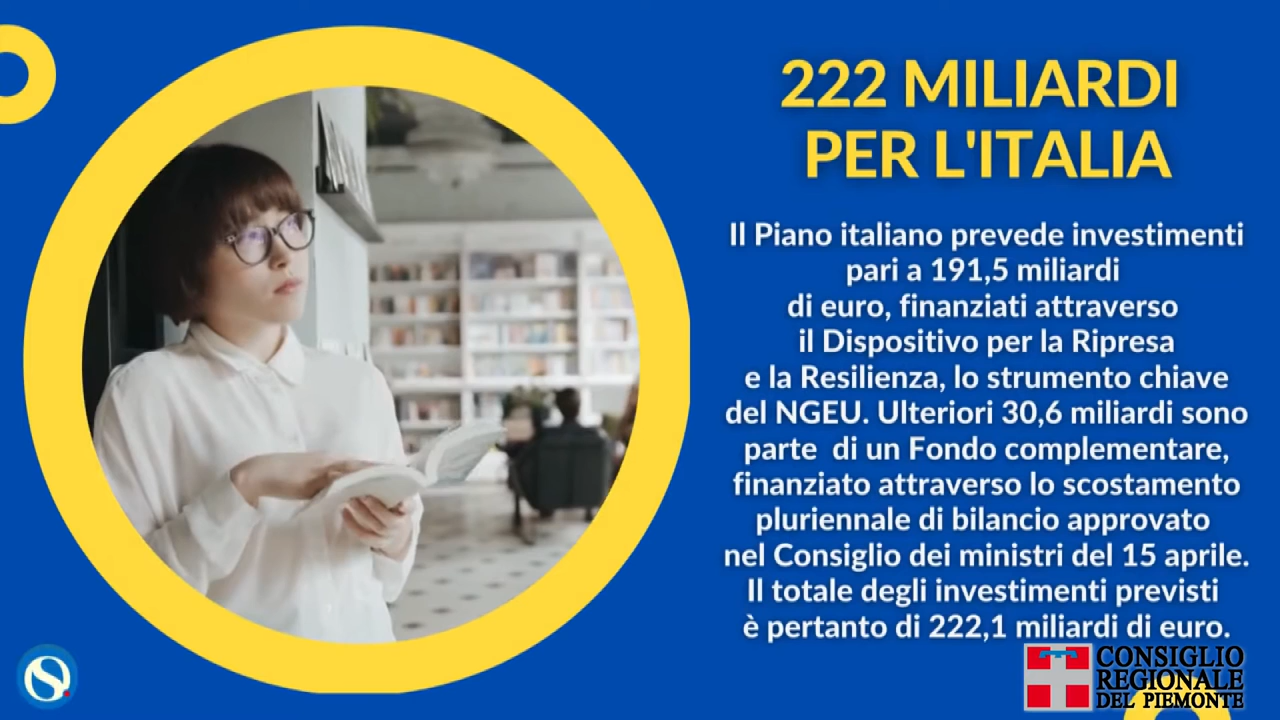 222 MILIARDI
PER L'ITALIA
Il Piano italiano prevede investimenti
pari a 191,5 miliardi
di euro, finanziati attraverso
il Dispositivo per la Ripresa
e la Resilienza, lo strumento chiave
del NGEU. Ulteriori 30,6 miliardi sono
parte  di un Fondo complementare,
finanziato attraverso lo scostamento
pluriennale di bilancio approvato
nel Consiglio dei ministri del 15 aprile.
Il totale degli investimenti previsti
è pertanto di 222,1 miliardi di euro.
S
CONSIGLIO
REGIONALE
DEL PIEMONTE